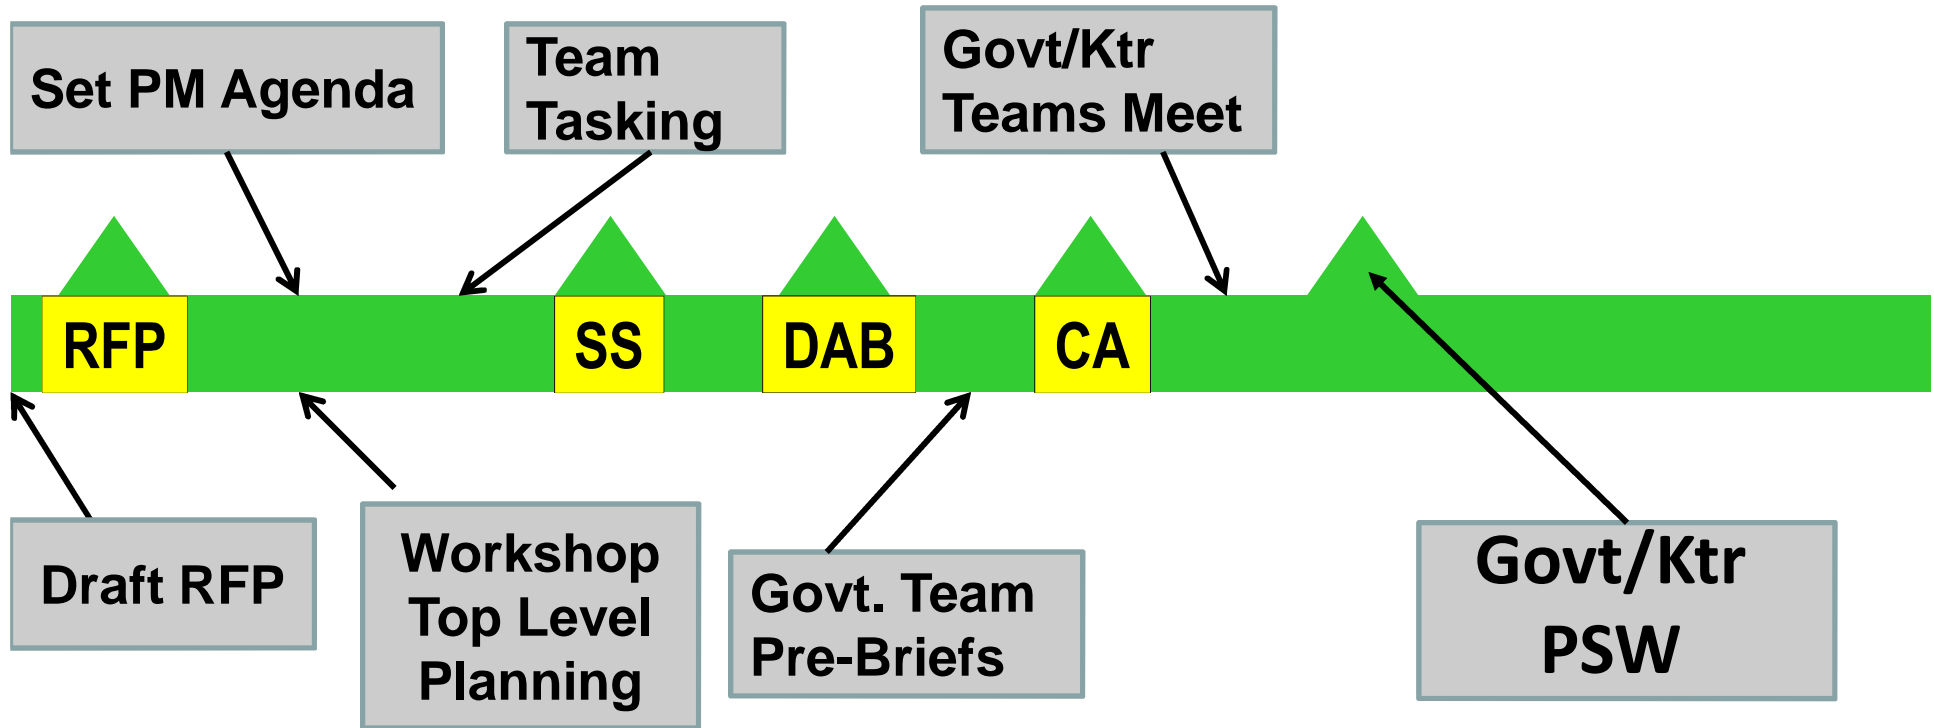 Set PM Agenda
Team
Tasking
Govt/Ktr
Teams Meet
RFP
SS
DAB
CA
Draft RFP
Workshop
Top Level
Planning
Govt. Team
Pre-Briefs
Govt/Ktr
PSW